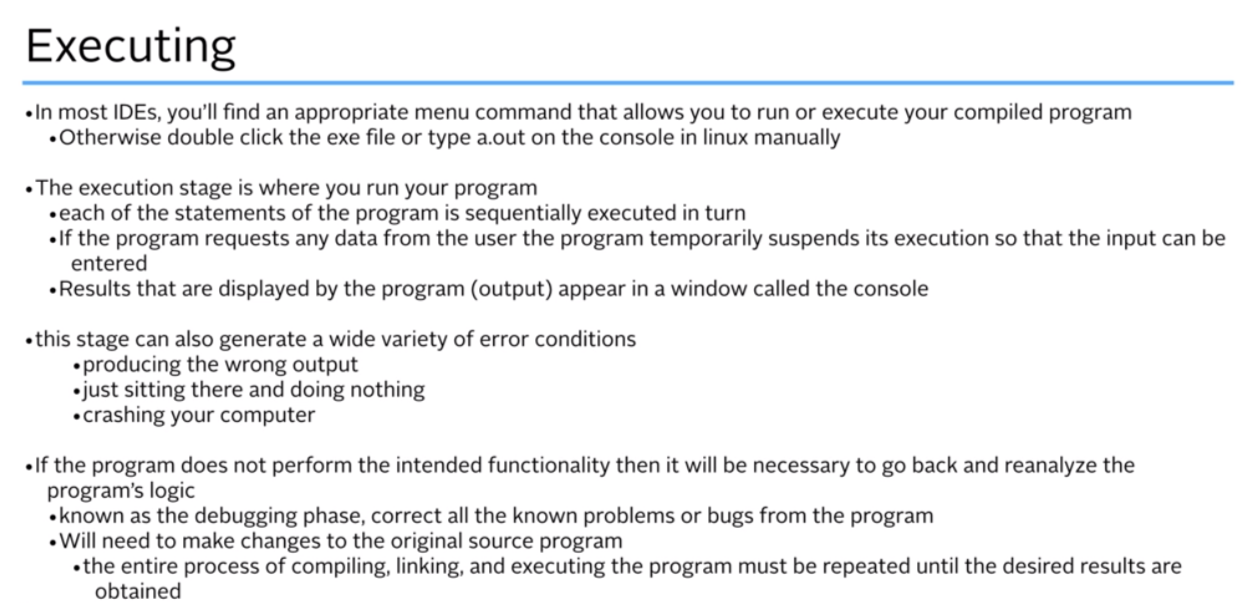 Executing
•In most IDEs, you'll find an appropriate menu command that allows you to run or execute your compiled program
•Otherwise double click the exe file or type a.out on the console in linux manually
•The execution stage is where you run your program
•each of the statements of the program is sequentially executed in turn
•If the program requests any data from the user the program temporarily suspends its execution so that the input can be
entered
•Results that are displayed by the program (output) appear in a window called the console
•this stage can also generate a wide variety of error conditions
•producing the wrong output
•just sitting there and doing nothing
•crashing your computer
•If the program does not perform the intended functionality then it will be necessary to go back and reanalyze the
program's logic
•known as the debugging phase, correct all the known problems or bugs from the program
•Will need to make changes to the original source program
•the entire process of compiling, linking, and executing the program must be repeated until the desired results are
obtained